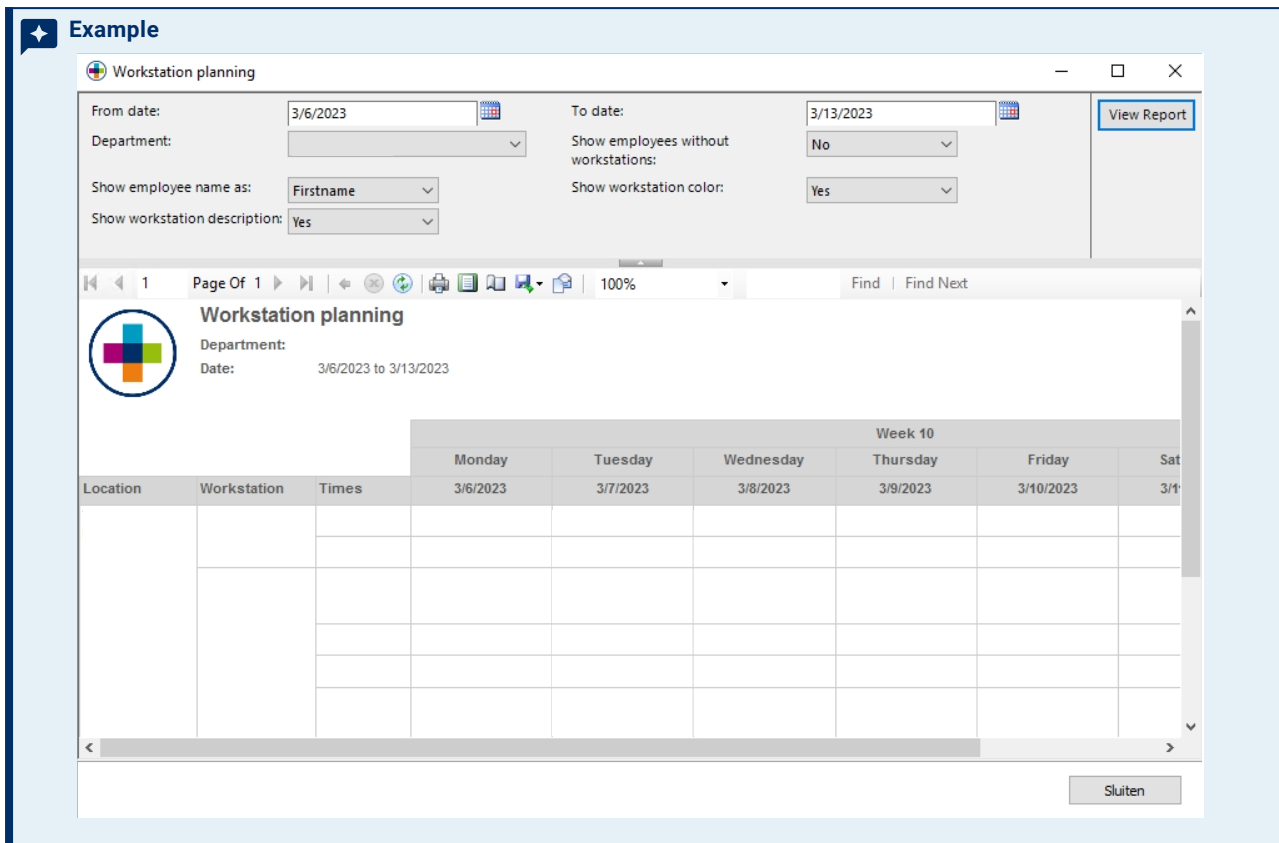 Example
Workstation planning
From date: 3/6/2023 To date: 3/13/2023 View Report
Department: Show employees without
workstations: No
Show employee name as: Firstname Show workstation color: Yes
Show workstation description: Yes
1 Page Of 1 100% Find | Find Next
Workstation planning
Department:
Date: 3/6/2023 to 3/13/2023
Week 10
Monday Tuesday Wednesday Thursday Friday Sat
Location Workstation Times 3/6/2023 3/7/2023 3/8/2023 3/9/2023 3/10/2023 3/1
Sluiten